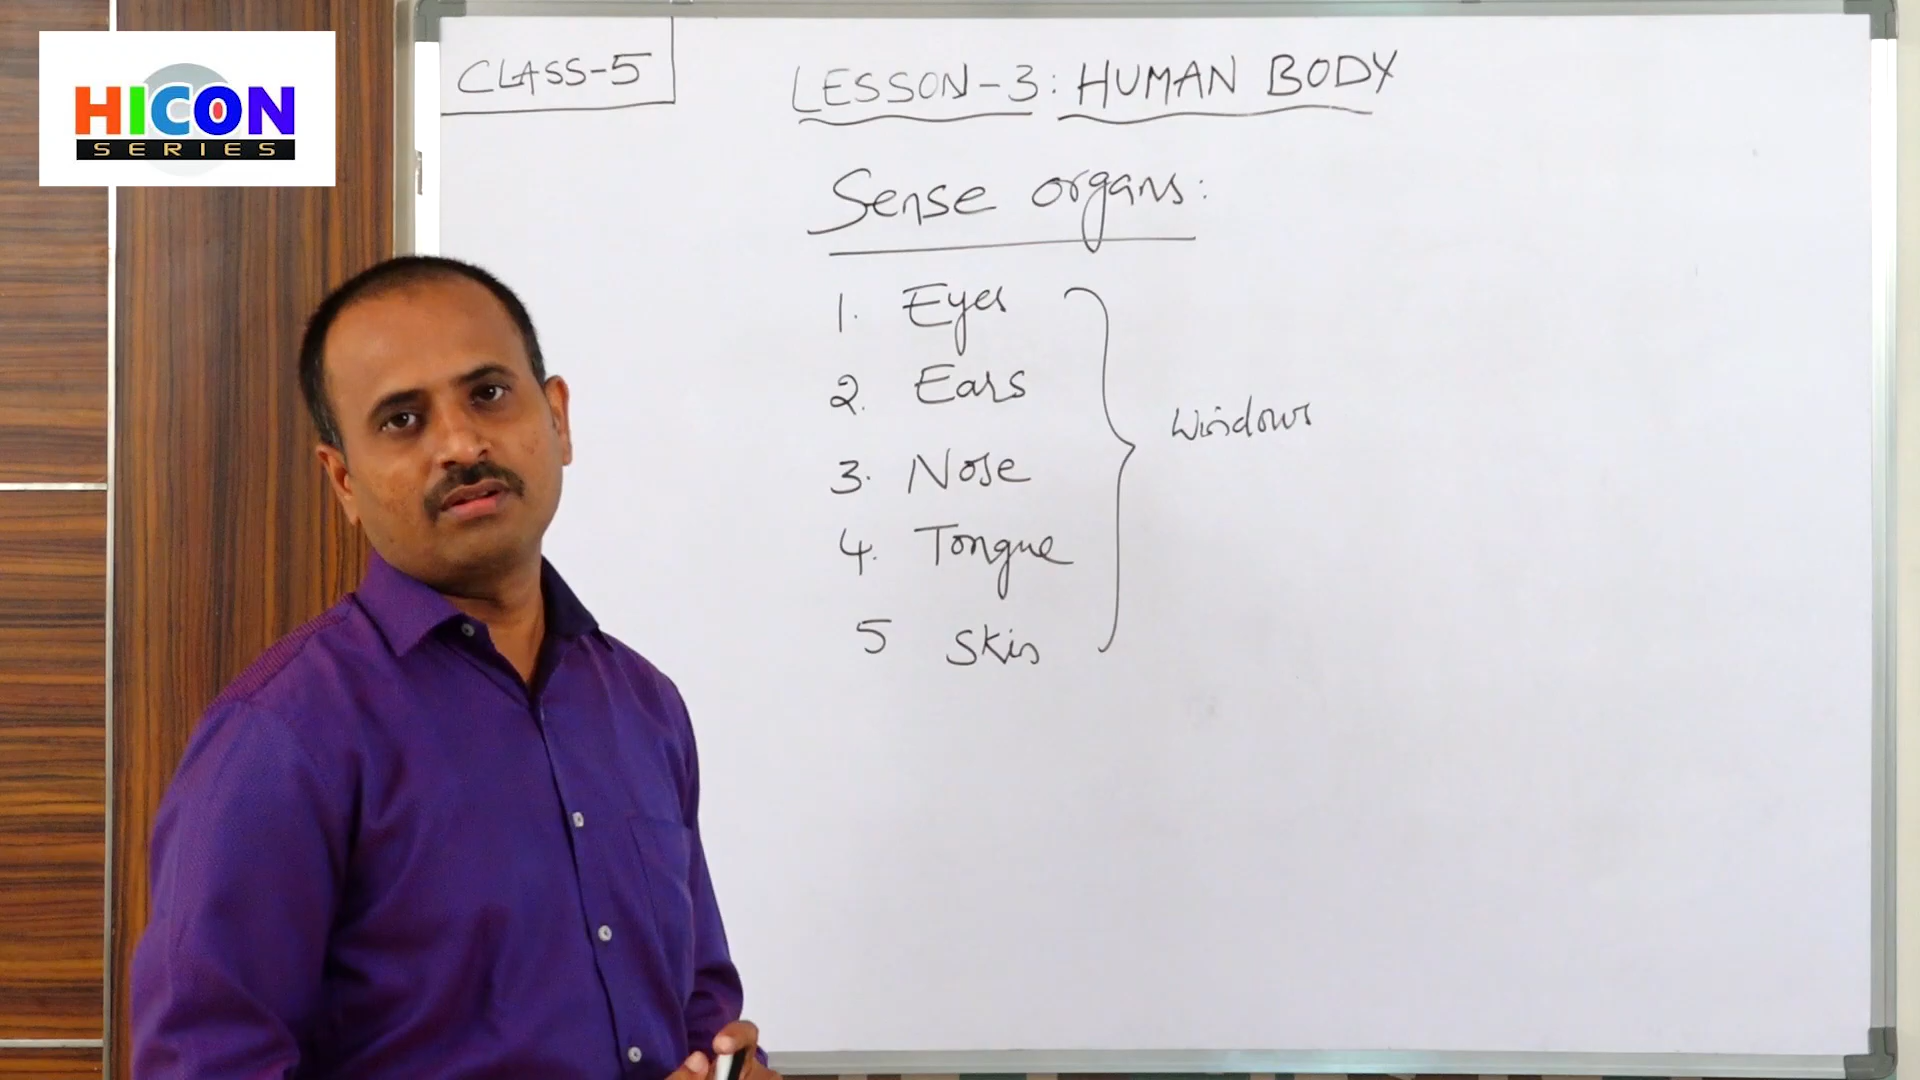 HICON
SERIES
CLASS-5
LESSON-3: HUMAN BODY
Sense organs:
1. Eyes
2. Ears
3. Nose
4. Tongue
5 Skin
Windows